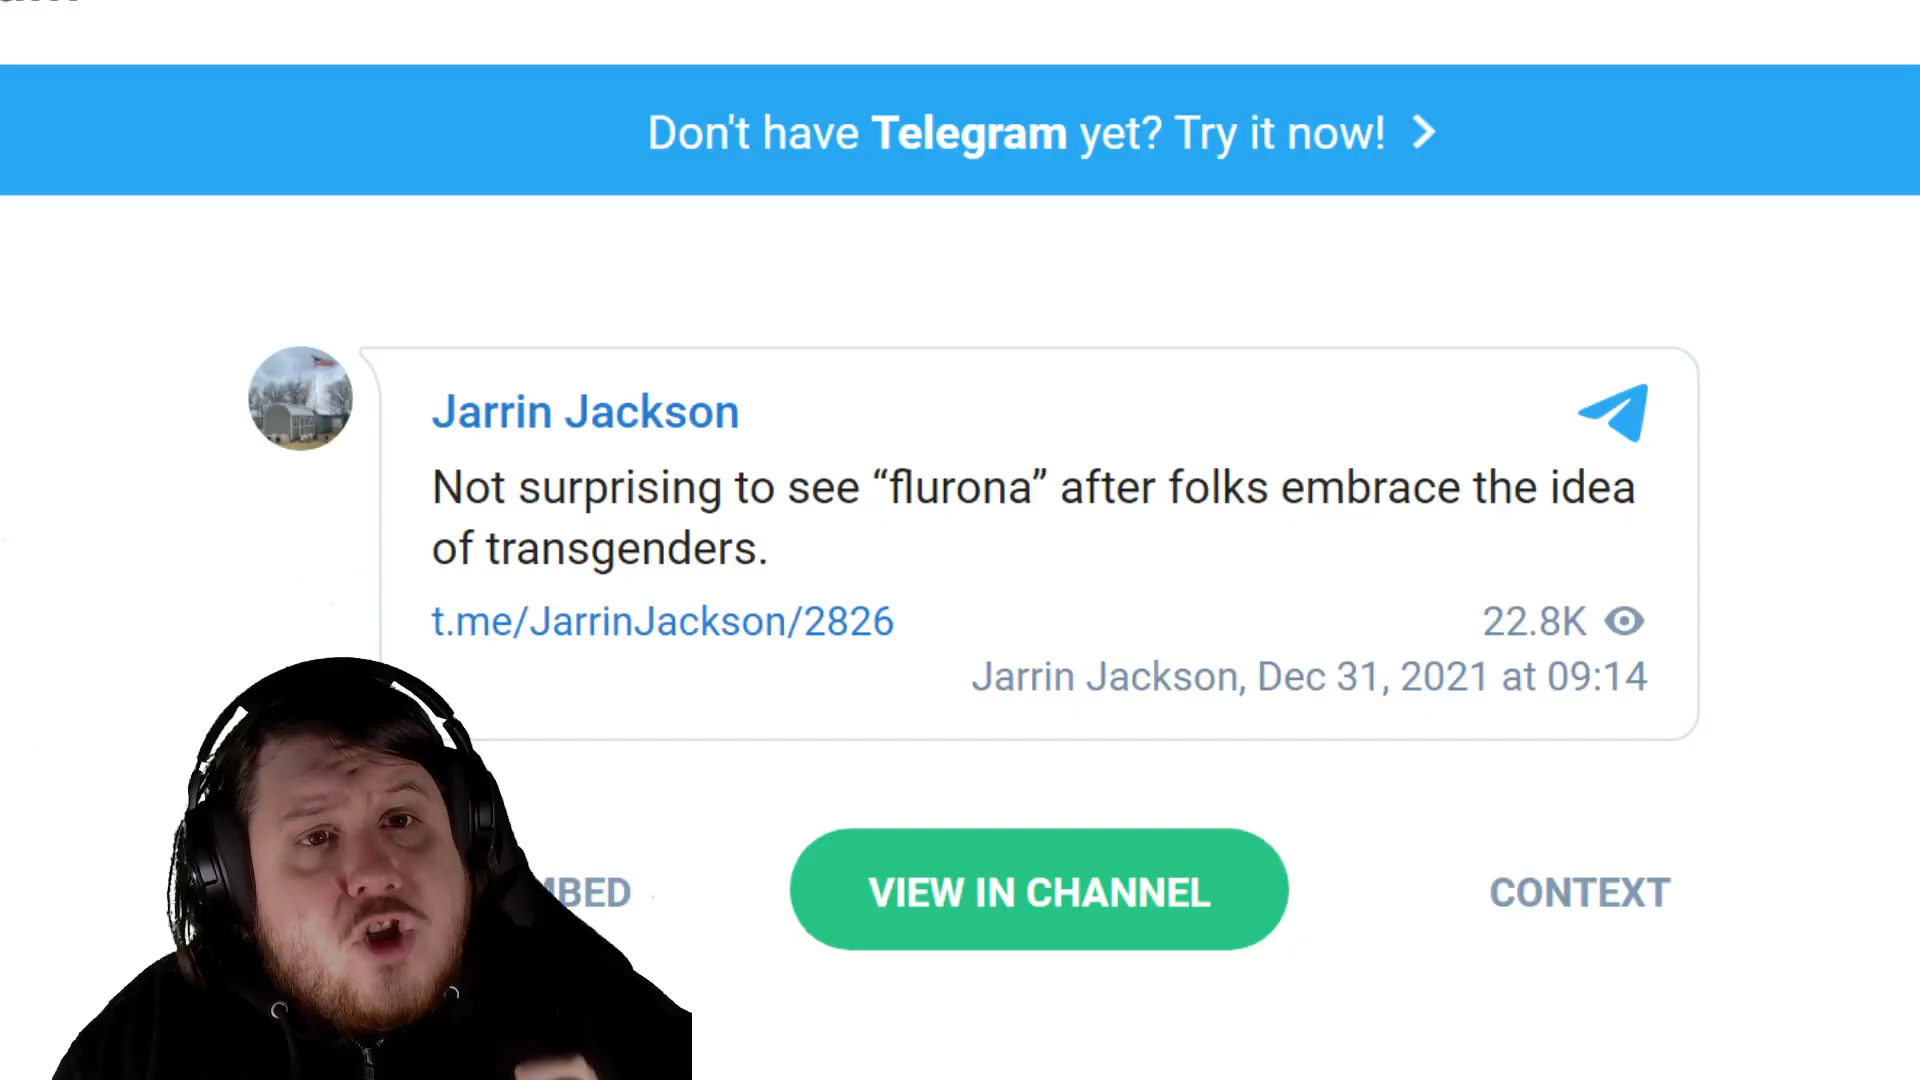 Don't have Telegram yet? Try it now!
Jarrin Jackson
Not surprising to see “flurona” after folks embrace the idea
of transgenders.
t.me/JarrinJackson/2826
22.8K
Jarrin Jackson, Dec 31, 2021 at 09:14
MBED
VIEW IN CHANNEL
CONTEXT